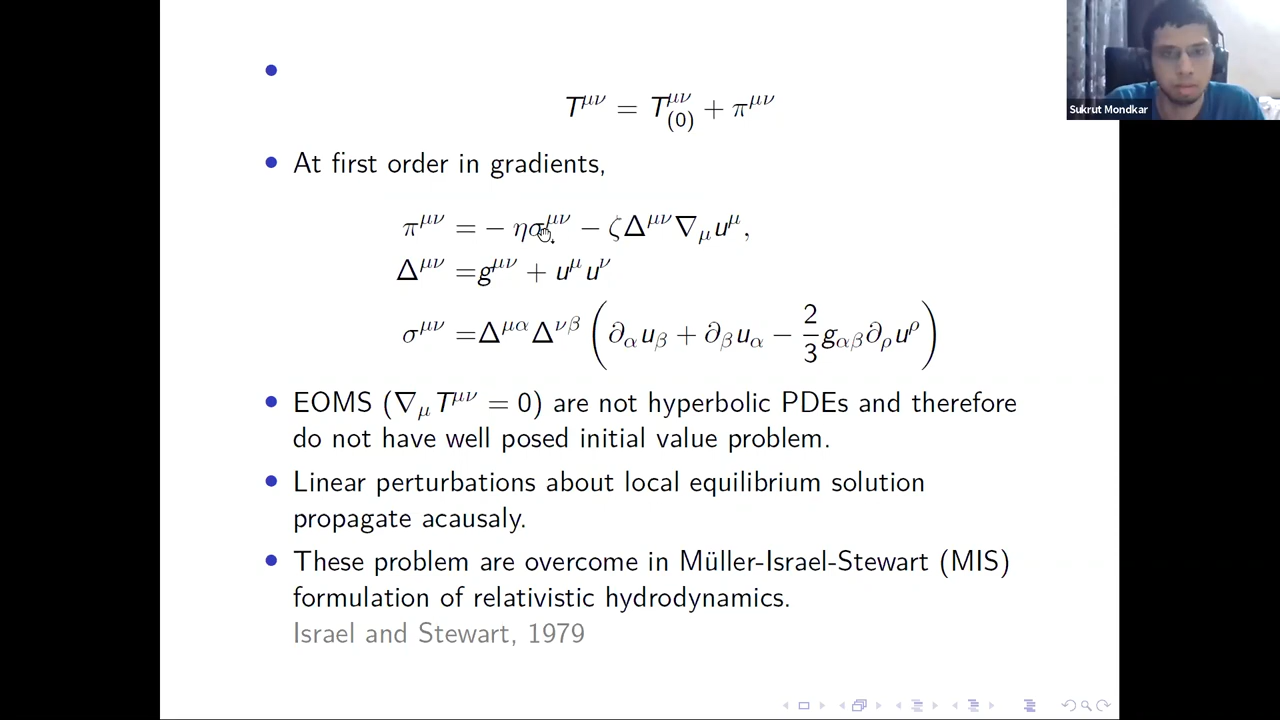 T^{μν} = T^{μν}_{(0)} + π^{μν}
Sukrut Mondkar
At first order in gradients,
π^{μν} = − ησ^{μν} − ζΔ^{μν}∇_μ u^μ,
Δ^{μν} = g^{μν} + u^μ u^ν
σ^{μν} = Δ^{μα} Δ^{νβ} ( ∂_α u_β + ∂_β u_α − 2/3 g_{αβ} ∂_ρ u^ρ )
EOMS (∇_μ T^{μν} = 0) are not hyperbolic PDEs and therefore
do not have well posed initial value problem.
Linear perturbations about local equilibrium solution
propagate acausaly.
These problem are overcome in Müller-Israel-Stewart (MIS)
formulation of relativistic hydrodynamics.
Israel and Stewart, 1979